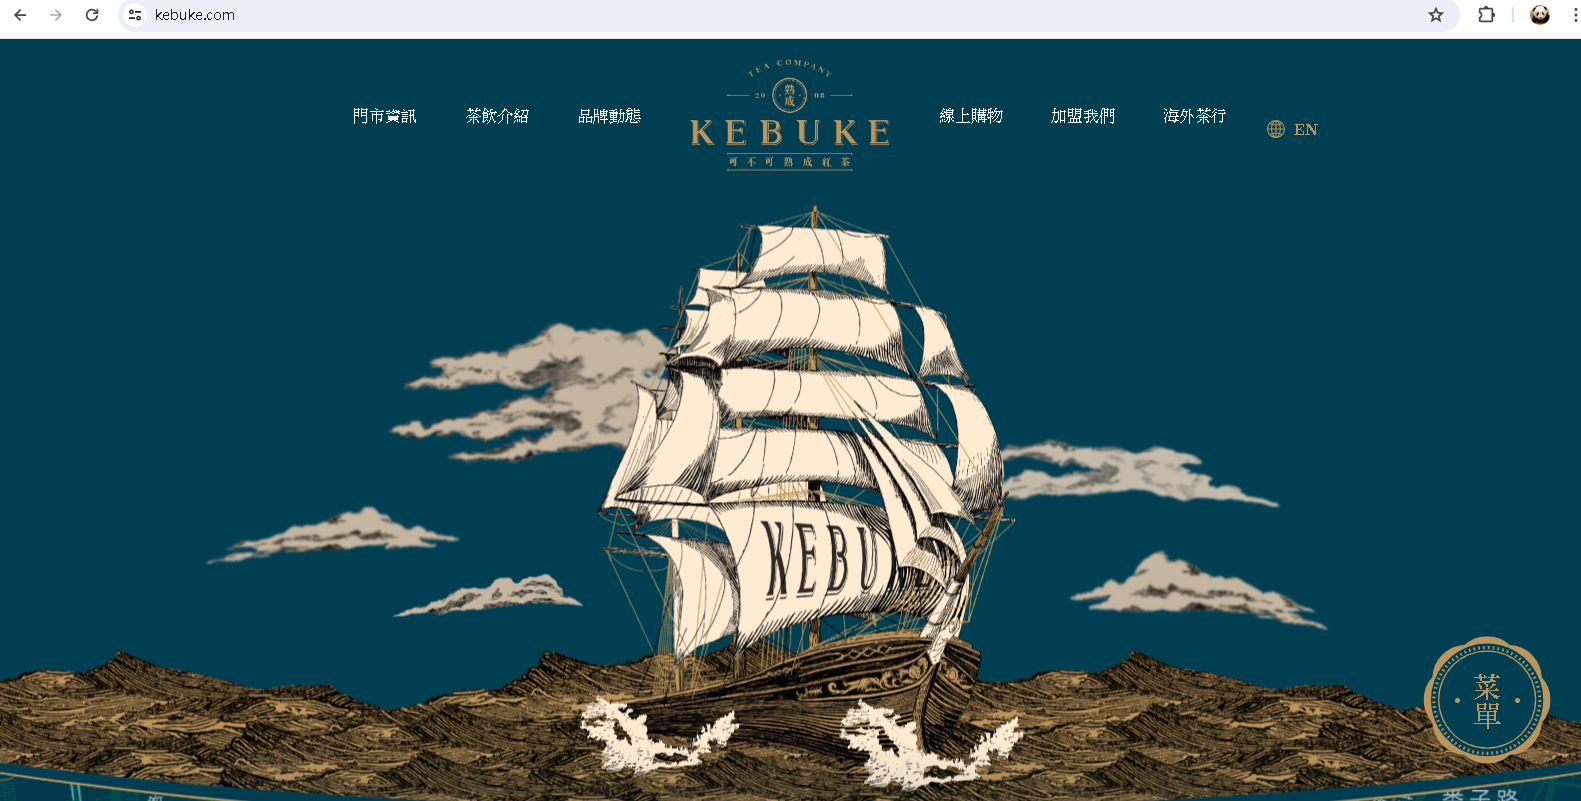 kebuke.com
門市資訊
茶飲介紹
品牌動態
TEA COMPANY
20 熟成 08
KEBUKE
可不可熟成紅茶
線上購物
加盟我們
海外茶行
EN
KEBU
菜單